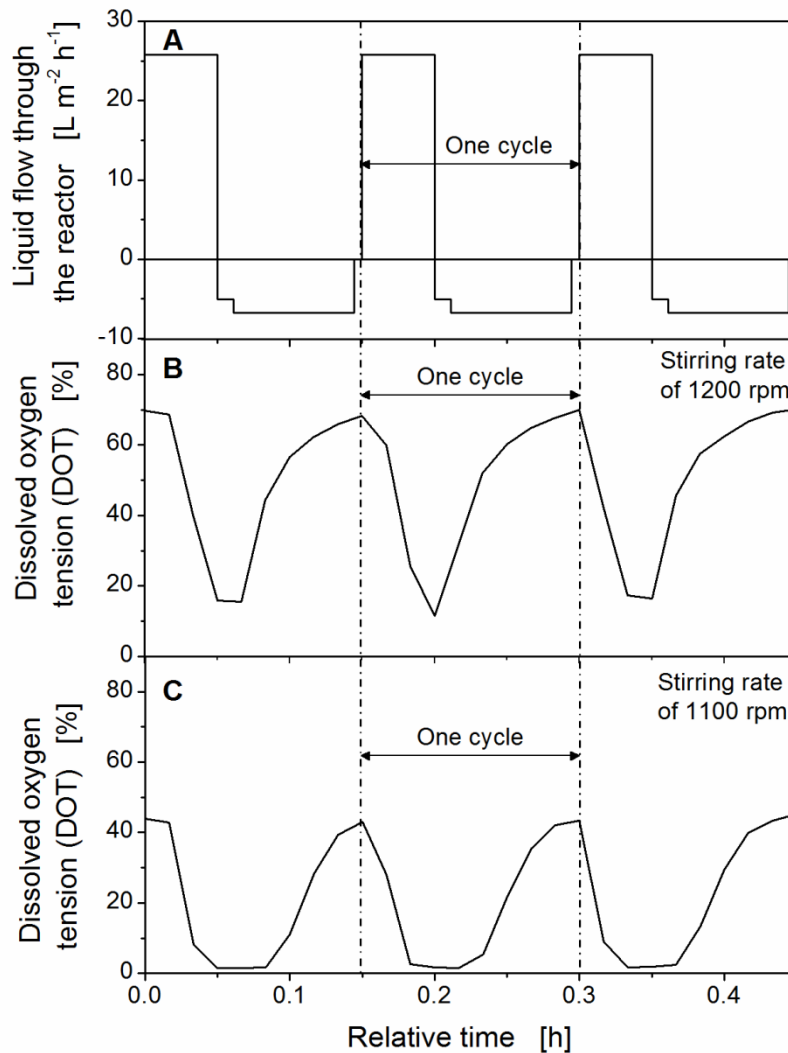 A
30
20
10
0
-10
Liquid flow through
the reactor [L m⁻² h⁻¹]
One cycle
B
80
60
40
20
0
Dissolved oxygen
tension (DOT) [%]
Stirring rate
of 1200 rpm
One cycle
C
80
60
40
20
0
Dissolved oxygen
tension (DOT) [%]
Stirring rate
of 1100 rpm
One cycle
0.0 0.1 0.2 0.3 0.4
Relative time [h]